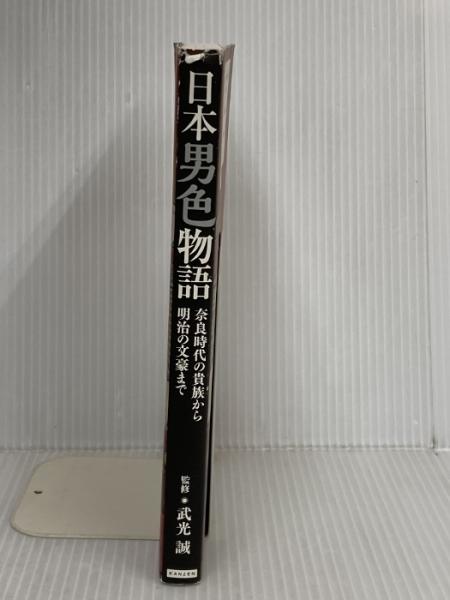 日本男色物語
奈良時代の貴族から
明治の文豪まで
監修●武光誠
KANZEN